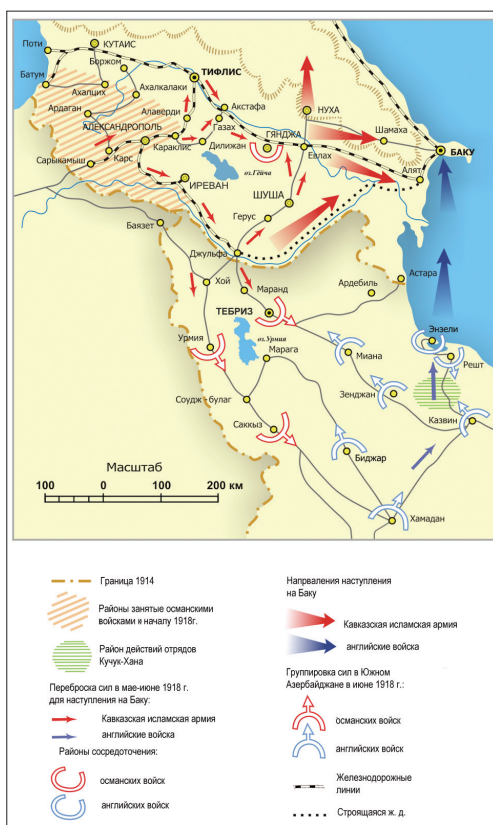 Поти
КУТАИС
Боржом
Батум
Ахалцих
Ахалкалаки
ТИФЛИС
Ардаган
Алаверди
Акстафа
АЛЕКСАНДРОПОЛЬ
Газах
НУХА
ГЯНДЖА
Шамаха
Сарыкамыш
Карс
Караклис
Дилижан
Евлах
БАКУ
оз.Гёйча
Алят
ИРЕВАН
ШУША
Баязет
Герус
Джульфа
Астара
Хой
Маранд
Ардебиль
ТЕБРИЗ
Энзели
Урмия
оз.Урмия
Марага
Миана
Решт
Соудж-булаг
Зенджан
Казвин
Саккыз
Биджар
Масштаб
100 0 100 200 км
Хамадан
Граница 1914
Районы занятые османскими
войсками к началу 1918г.
Район действий отрядов
Кучук-Хана
Переброска сил в мае-июне 1918 г.
для наступления на Баку:
Кавказская исламская армия
английские войска
Районы сосредоточения:
османских войск
английских войск
Напрваления наступления
на Баку
Кавказская исламская армия
английские войска
Группировка сил в Южном
Азербайджане в июне 1918 г.:
османских войск
английских войск
Железнодорожные
линии
Строящаяся ж. д.